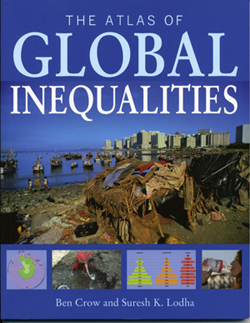 THE ATLAS OF
GLOBAL
INEQUALITIES
Ben Crow and Suresh K. Lodha